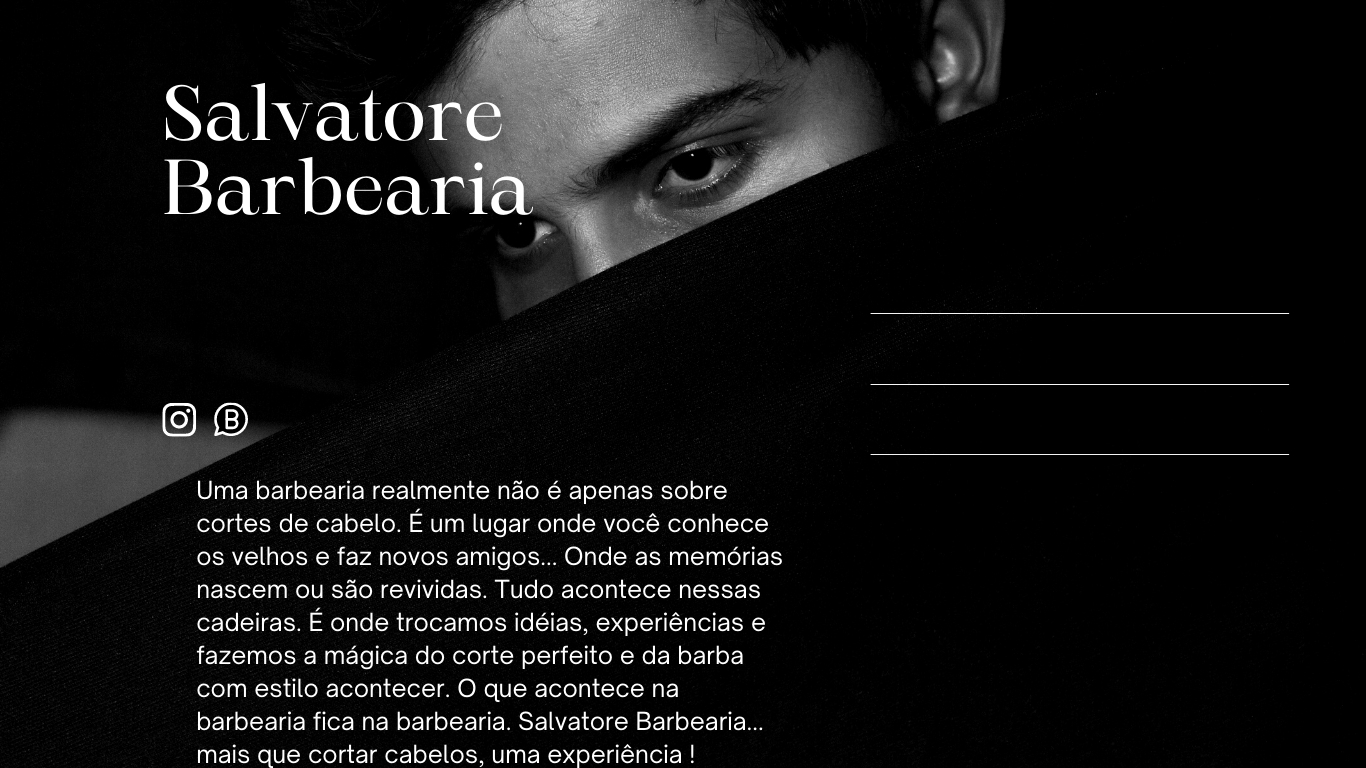 Salvatore
Barbearia
Uma barbearia realmente não é apenas sobre
cortes de cabelo. É um lugar onde você conhece
os velhos e faz novos amigos... Onde as memórias
nascem ou são revividas. Tudo acontece nessas
cadeiras. É onde trocamos idéias, experiências e
fazemos a mágica do corte perfeito e da barba
com estilo acontecer. O que acontece na
barbearia fica na barbearia. Salvatore Barbearia...
mais que cortar cabelos, uma experiência !